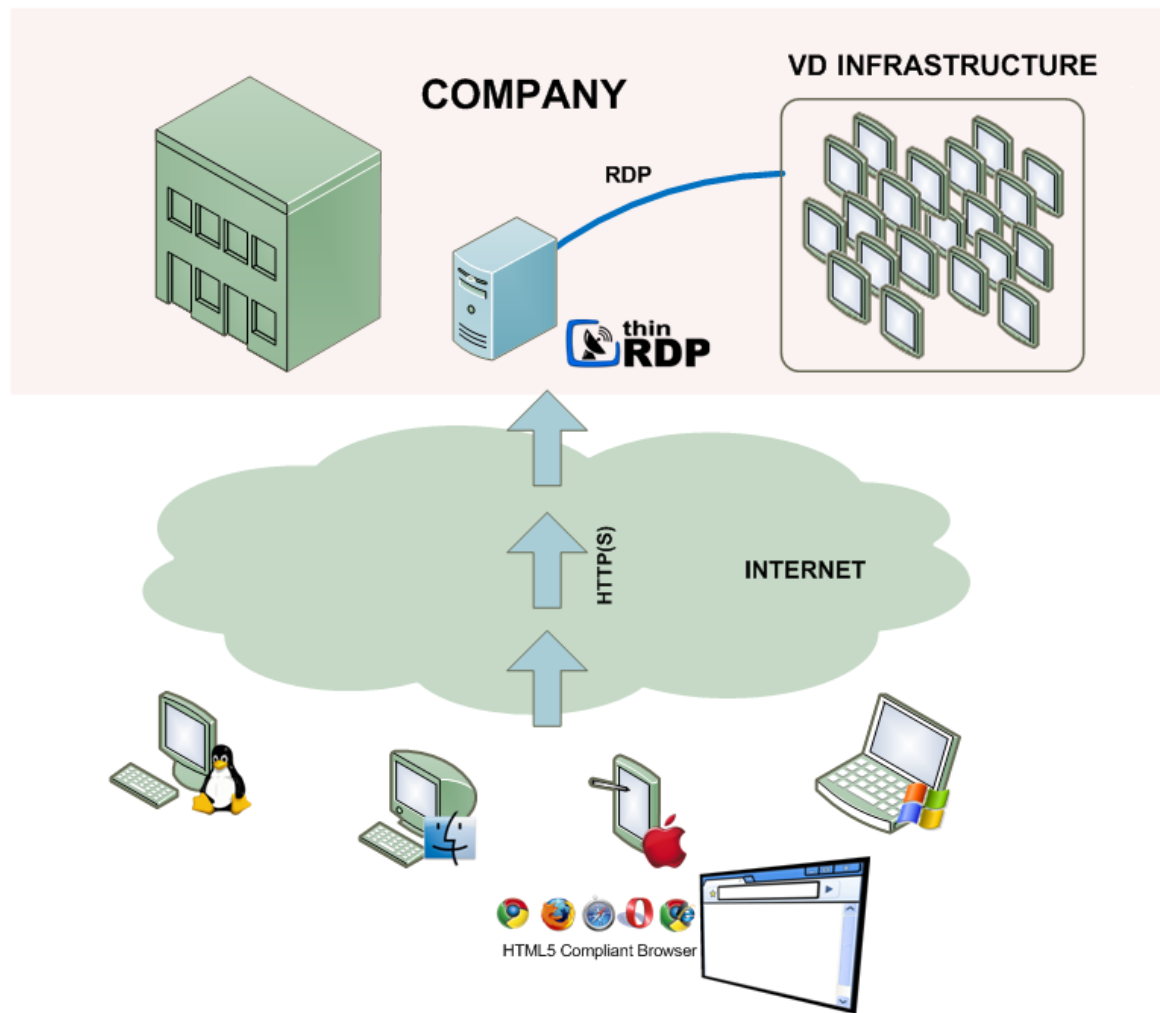 VD INFRASTRUCTURE
COMPANY
RDP
thin
RDP
HTTP(S)
INTERNET
HTML5 Compliant Browser